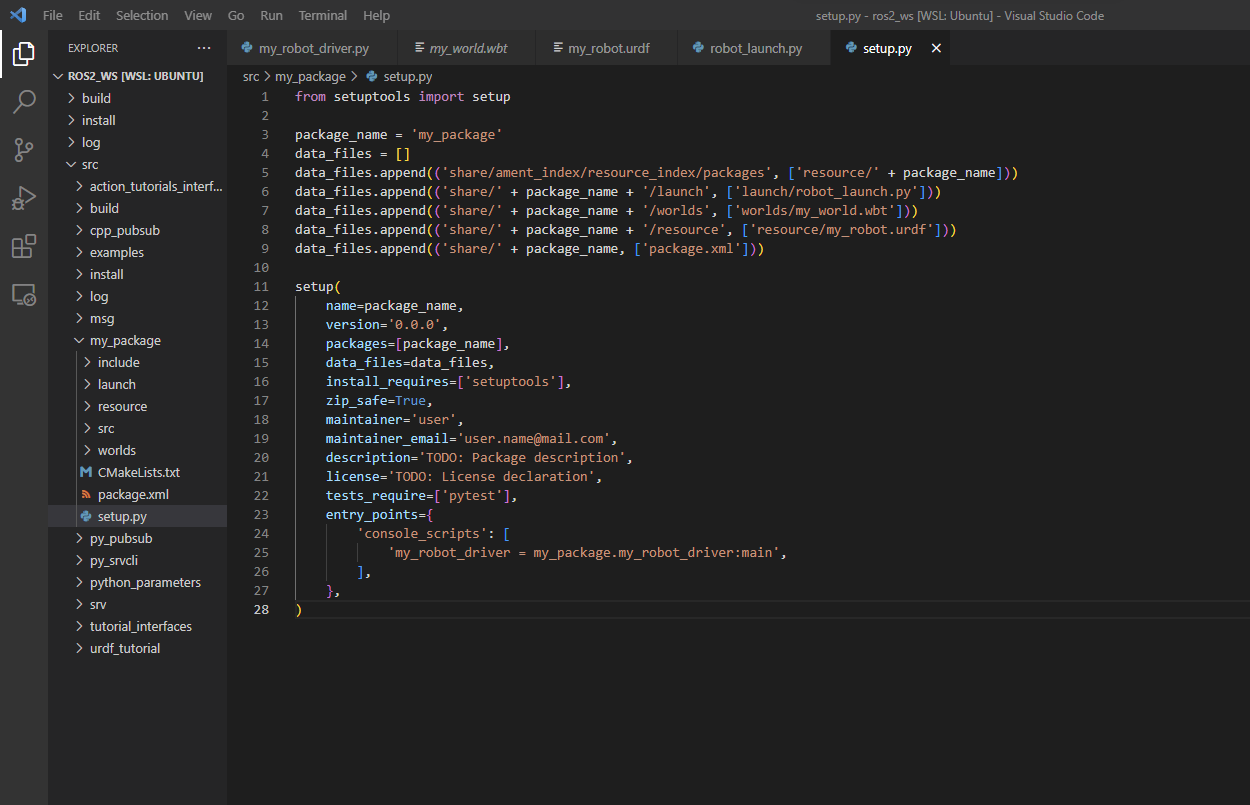 File Edit Selection View Go Run Terminal Help
setup.py - ros2_ws [WSL: Ubuntu] - Visual Studio Code
EXPLORER ...
ROS2_WS [WSL: UBUNTU]
build
install
log
src
action_tutorials_interf...
build
cpp_pubsub
examples
install
log
msg
my_package
include
launch
resource
src
worlds
CMakeLists.txt
package.xml
setup.py
py_pubsub
py_srvcli
python_parameters
srv
tutorial_interfaces
urdf_tutorial
my_robot_driver.py my_world.wbt my_robot.urdf robot_launch.py setup.py
src > my_package > setup.py
1 from setuptools import setup
2
3 package_name = 'my_package'
4 data_files = []
5 data_files.append(('share/ament_index/resource_index/packages', ['resource/' + package_name]))
6 data_files.append(('share/' + package_name + '/launch', ['launch/robot_launch.py']))
7 data_files.append(('share/' + package_name + '/worlds', ['worlds/my_world.wbt']))
8 data_files.append(('share/' + package_name + '/resource', ['resource/my_robot.urdf']))
9 data_files.append(('share/' + package_name, ['package.xml']))
10
11 setup(
12     name=package_name,
13     version='0.0.0',
14     packages=[package_name],
15     data_files=data_files,
16     install_requires=['setuptools'],
17     zip_safe=True,
18     maintainer='user',
19     maintainer_email='user.name@mail.com',
20     description='TODO: Package description',
21     license='TODO: License declaration',
22     tests_require=['pytest'],
23     entry_points={
24         'console_scripts': [
25             'my_robot_driver = my_package.my_robot_driver:main',
26         ],
27     },
28 )